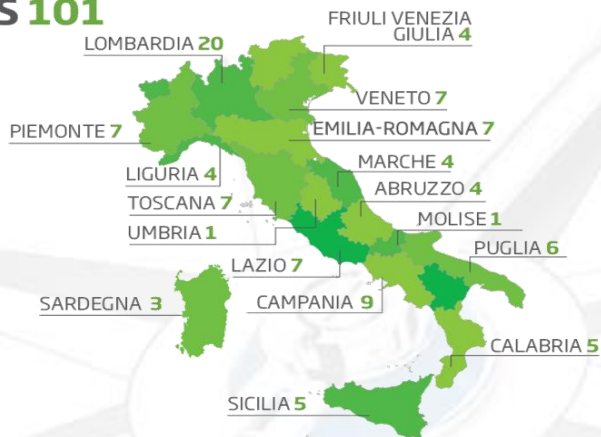 S 101
FRIULI VENEZIA
GIULIA 4
LOMBARDIA 20
VENETO 7
PIEMONTE 7
EMILIA-ROMAGNA 7
MARCHE 4
LIGURIA 4
ABRUZZO 4
TOSCANA 7
MOLISE 1
UMBRIA 1
PUGLIA 6
LAZIO 7
SARDEGNA 3
CAMPANIA 9
CALABRIA 5
SICILIA 5